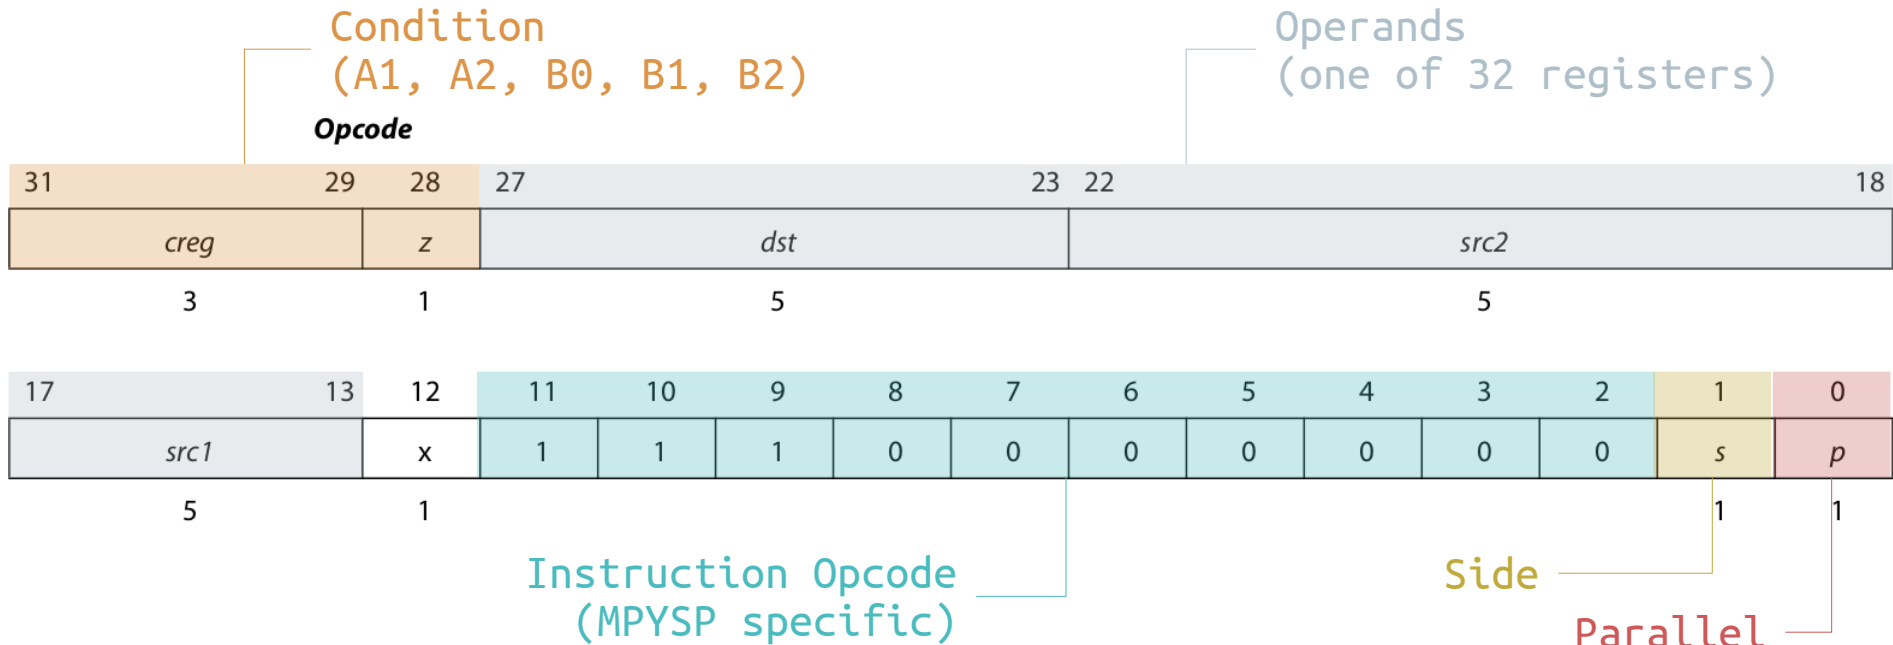 Condition
(A1, A2, B0, B1, B2)
Operands
(one of 32 registers)
Opcode
31 29 28 27 23 22 18
creg z dst src2
3 1 5 5
17 13 12 11 10 9 8 7 6 5 4 3 2 1 0
src1 x 1 1 1 0 0 0 0 0 0 0 s p
5 1 1 1
Instruction Opcode
(MPYSP specific)
Side
Parallel